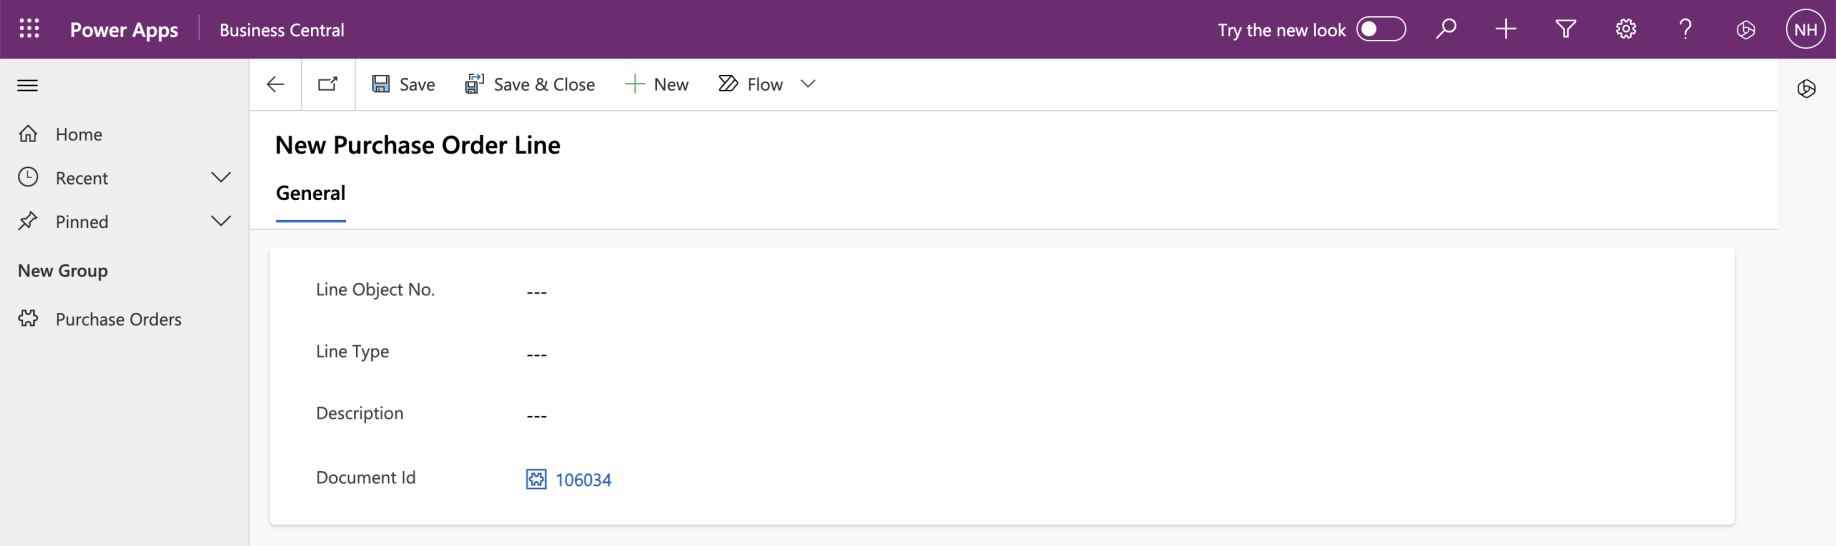 Power Apps Business Central Try the new look NH
Save Save & Close New Flow
Home
Recent
Pinned
New Group
Purchase Orders
New Purchase Order Line
General
Line Object No. ---
Line Type ---
Description ---
Document Id 106034